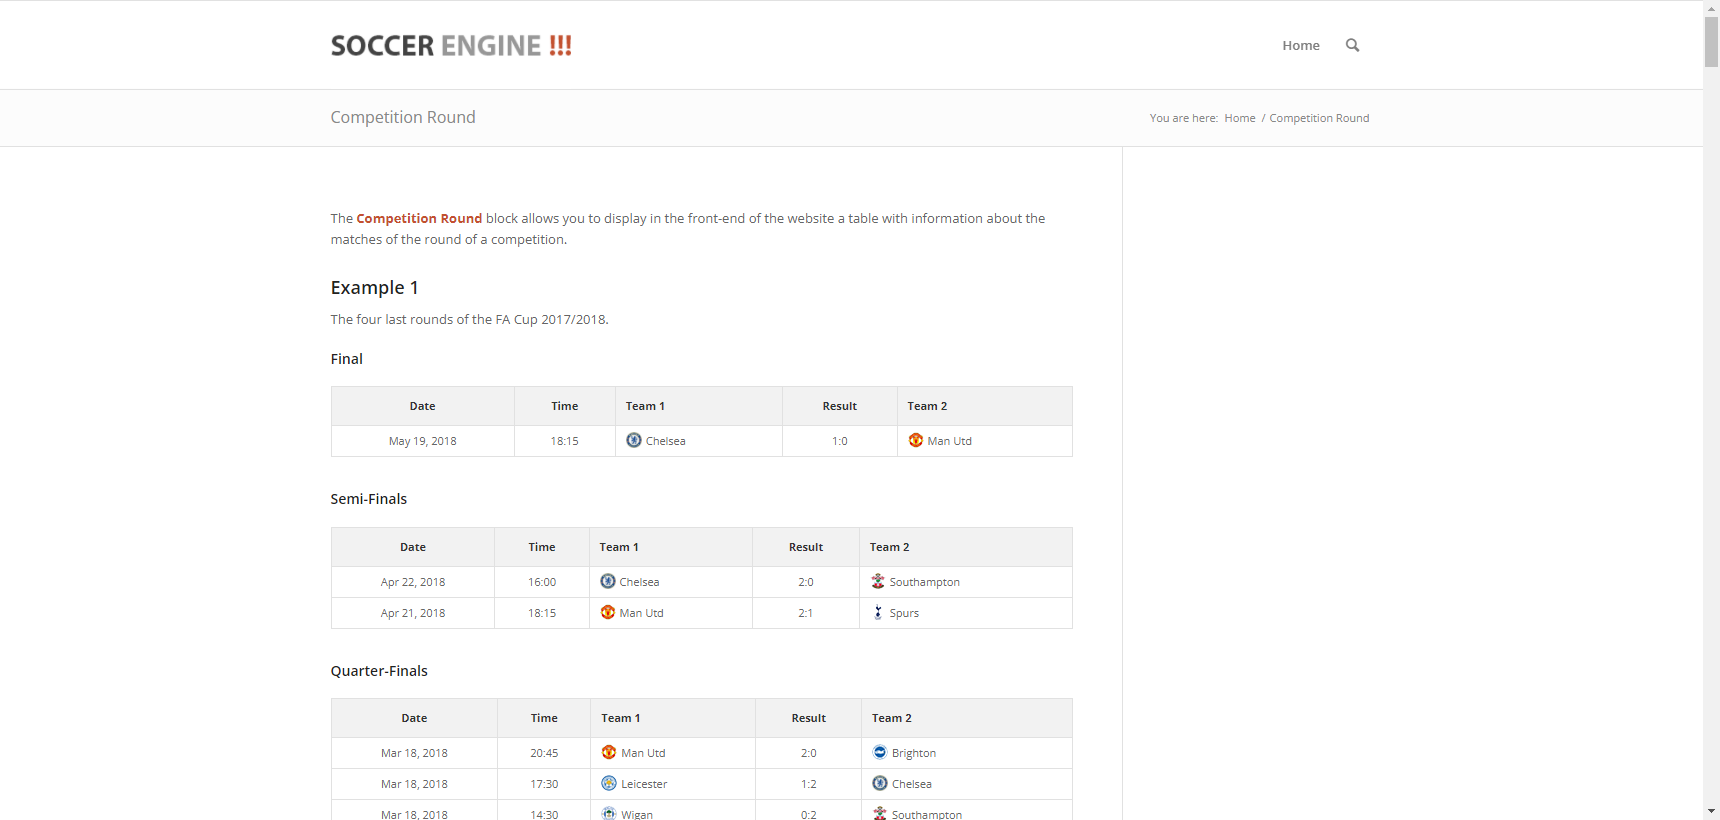 SOCCER ENGINE !!!
Home
Competition Round
You are here: Home / Competition Round
The Competition Round block allows you to display in the front-end of the website a table with information about the
matches of the round of a competition.
Example 1
The four last rounds of the FA Cup 2017/2018.
Final
Date Time Team 1 Result Team 2
May 19, 2018 18:15 Chelsea 1:0 Man Utd
Semi-Finals
Date Time Team 1 Result Team 2
Apr 22, 2018 16:00 Chelsea 2:0 Southampton
Apr 21, 2018 18:15 Man Utd 2:1 Spurs
Quarter-Finals
Date Time Team 1 Result Team 2
Mar 18, 2018 20:45 Man Utd 2:0 Brighton
Mar 18, 2018 17:30 Leicester 1:2 Chelsea
Mar 18, 2018 14:30 Wigan 0:2 Southampton